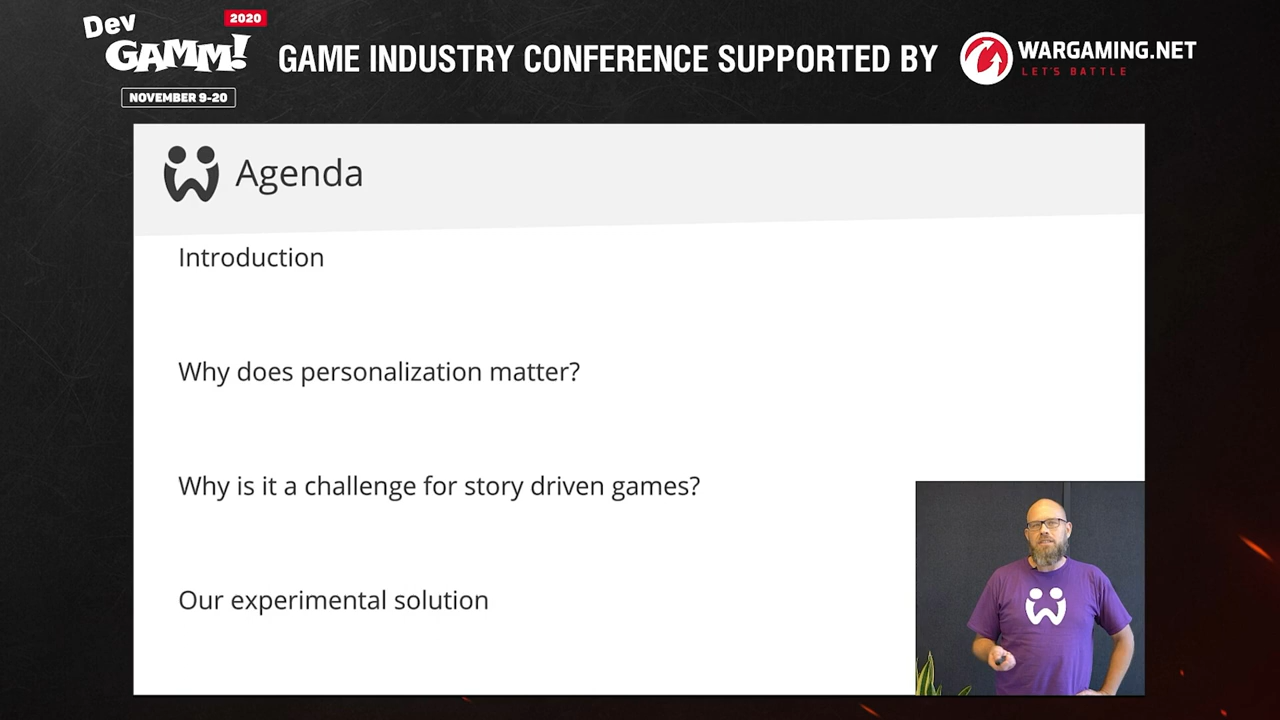 Dev
GAMM!
2020
NOVEMBER 9-20
GAME INDUSTRY CONFERENCE SUPPORTED BY
WARGAMING.NET
LET'S BATTLE
Agenda
Introduction
Why does personalization matter?
Why is it a challenge for story driven games?
Our experimental solution